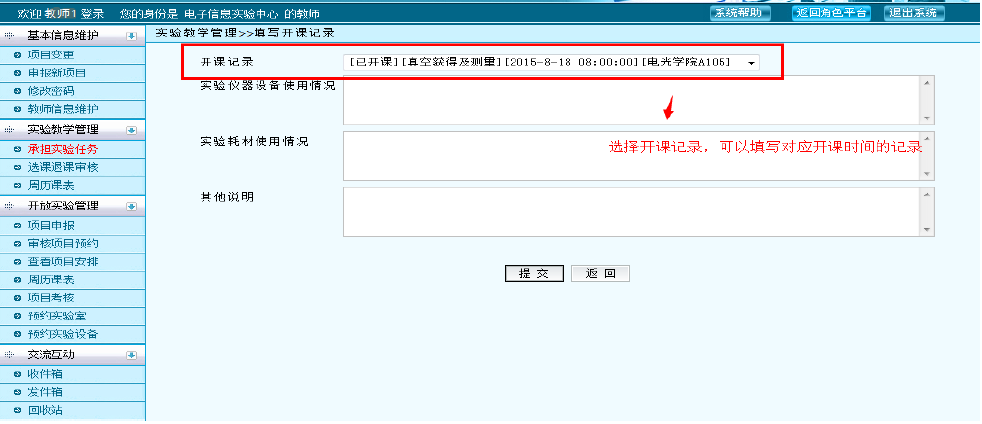 欢迎 教师1 登录 您的身份是 电子信息实验中心 的教师
系统帮助 返回角色平台 退出系统
基本信息维护
项目变更
申报新项目
修改密码
教师信息维护
实验教学管理
承担实验任务
选课退课审核
周历课表
开放实验管理
项目申报
审核项目预约
查看项目安排
周历课表
项目考核
预约实验室
预约实验设备
交流互动
收件箱
发件箱
回收站
实验教学管理>>填写开课记录
开课记录 [已开课][真空获得及测量][2015-8-18 08:00:00][电光学院A105]
实验仪器设备使用情况
实验耗材使用情况
选择开课记录，可以填写对应开课时间的记录
其他说明
提 交 返 回